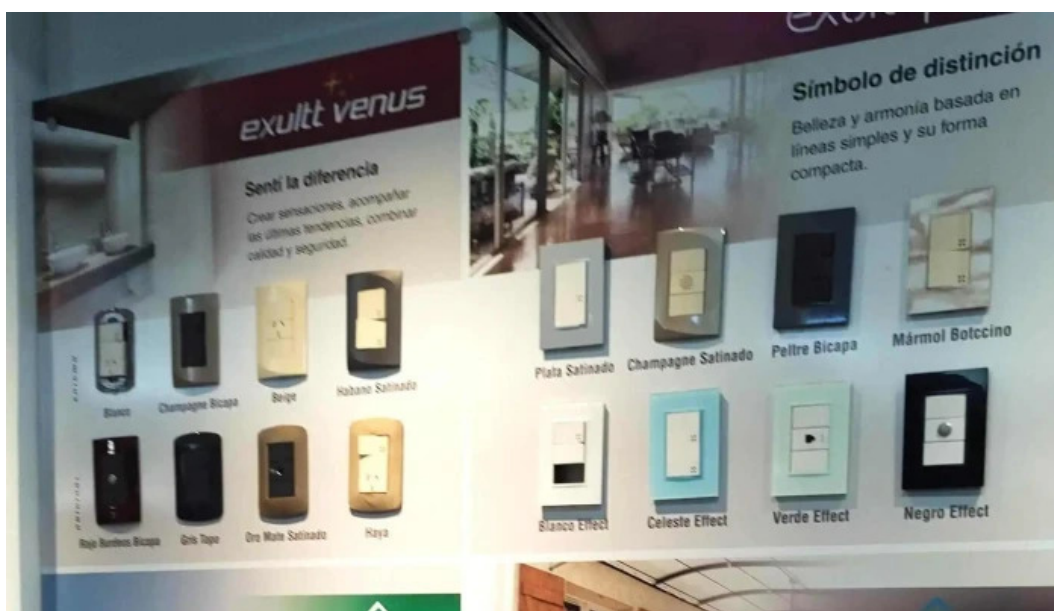 exultt venus
Sentí la diferencia
Crear sensaciones, acompañar
las últimas tendencias, combinar
calidad y seguridad.
Blanco
Champagne Bicapa
Beige
Habano Satinado
Rojo Burdeos Bicapa
Gris Topo
Oro Mate Satinado
Haya
Símbolo de distinción
Belleza y armonía basada en
líneas simples y su forma
compacta.
Plata Satinado
Champagne Satinado
Peltre Bicapa
Mármol Botccino
Blanco Effect
Celeste Effect
Verde Effect
Negro Effect